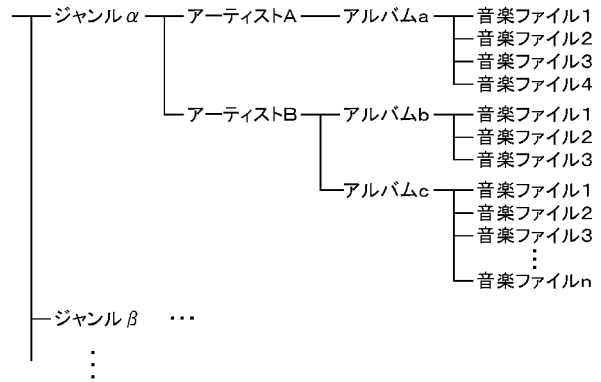 ジャンルα アーティストA アルバムa 音楽ファイル1
音楽ファイル2
音楽ファイル3
音楽ファイル4
アーティストB アルバムb 音楽ファイル1
音楽ファイル2
音楽ファイル3
アルバムc 音楽ファイル1
音楽ファイル2
音楽ファイル3
⋮
音楽ファイルn
ジャンルβ …
⋮